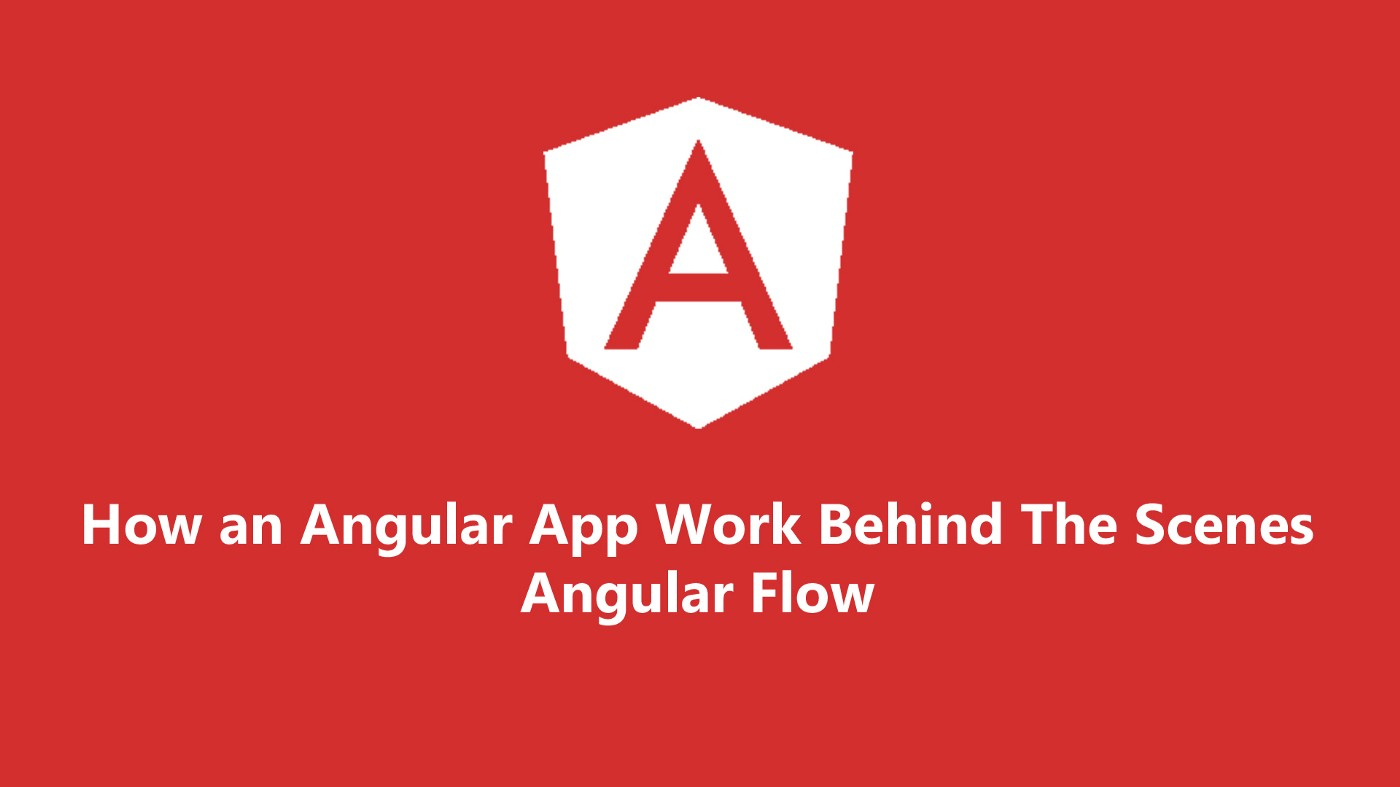 A
How an Angular App Work Behind The Scenes
Angular Flow